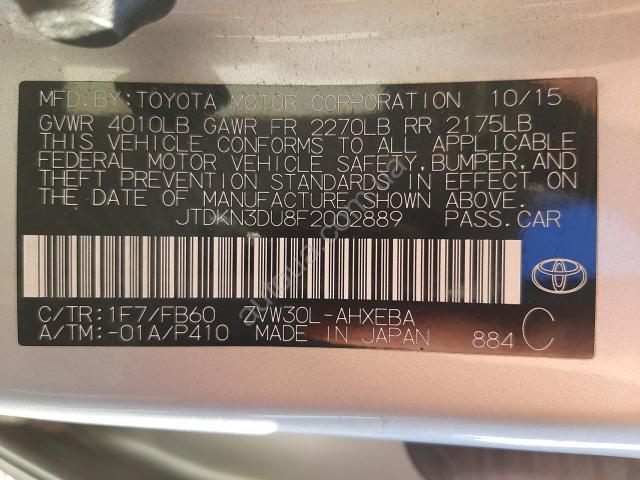 MFD.BY:TOYOTA MOTOR CORPORATION 10/15
GVWR 4010LB GAWR FR 2270LB RR 2175LB
THIS VEHICLE CONFORMS TO ALL APPLICABLE
FEDERAL MOTOR VEHICLE SAFETY,BUMPER,AND
THEFT PREVENTION STANDARDS IN EFFECT ON
THE DATE OF MANUFACTURE SHOWN ABOVE.
JTDKN3DU8F2002889 PASS.CAR
C/TR:1F7/FB60 ZVW30L-AHXEBA
A/TM:-01A/P410 MADE IN JAPAN 884 C